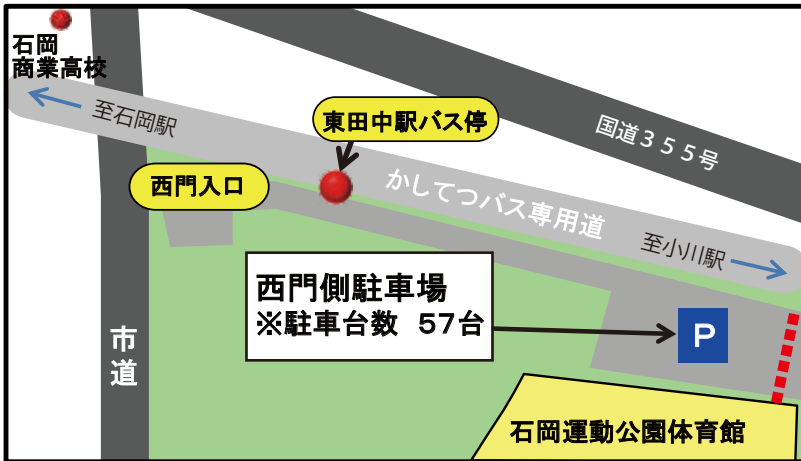 石岡
商業高校
至石岡駅
東田中駅バス停
国道355号
西門入口
かしてつバス専用道
至小川駅
西門側駐車場
※駐車台数 57台
P
市道
石岡運動公園体育館